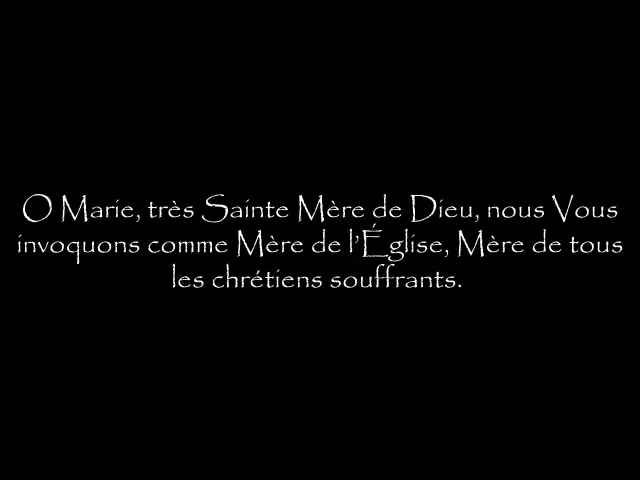 O Marie, très Sainte Mère de Dieu, nous Vous
invoquons comme Mère de l'Église, Mère de tous
les chrétiens souffrants.